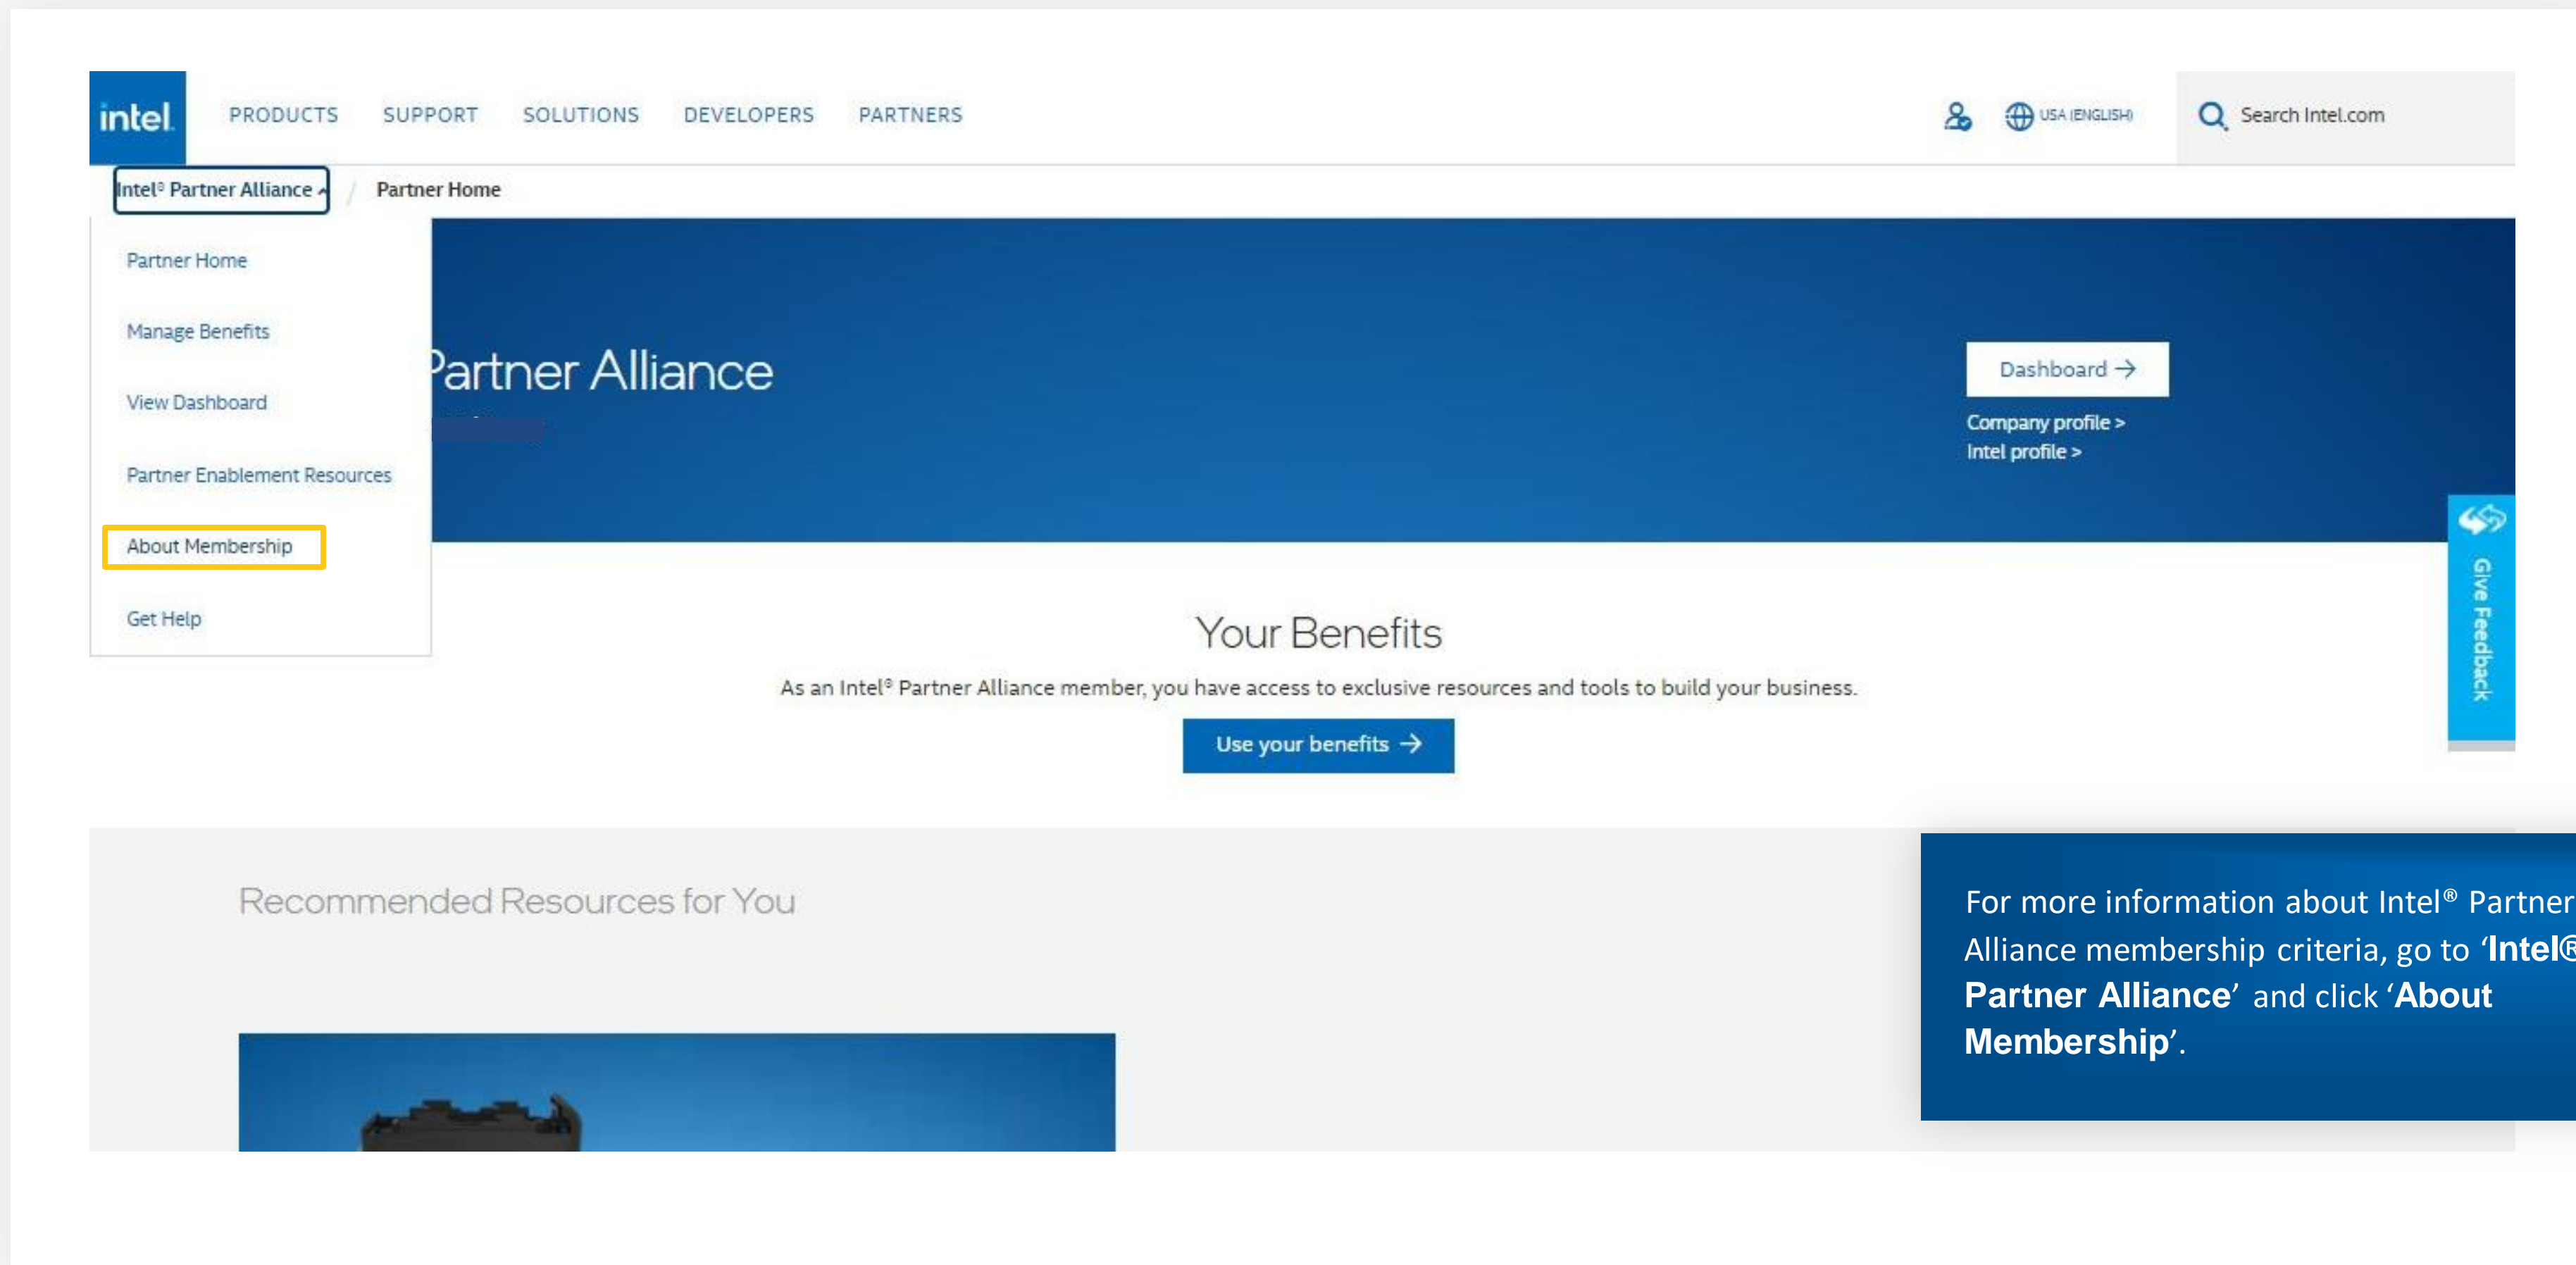 intel.
PRODUCTS SUPPORT SOLUTIONS DEVELOPERS PARTNERS
USA (ENGLISH)
Search Intel.com
Intel® Partner Alliance / Partner Home
Partner Home
Manage Benefits
View Dashboard
Partner Enablement Resources
About Membership
Get Help
Partner Alliance
Dashboard →
Company profile >
Intel profile >
Give Feedback
Your Benefits
As an Intel® Partner Alliance member, you have access to exclusive resources and tools to build your business.
Use your benefits →
Recommended Resources for You
For more information about Intel® Partner
Alliance membership criteria, go to ‘Intel®
Partner Alliance’ and click ‘About
Membership’.